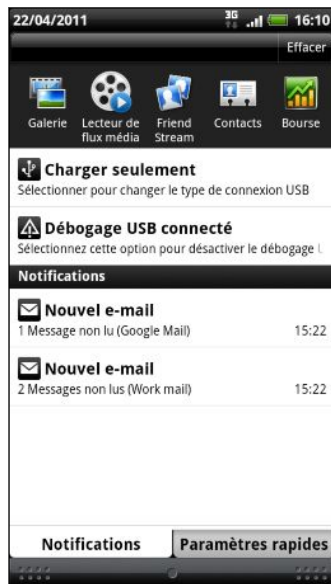 22/04/2011 3G 16:10
Effacer
Galerie Lecteur de flux média Friend Stream Contacts Bourse
Charger seulement
Sélectionner pour changer le type de connexion USB
Débogage USB connecté
Sélectionnez cette option pour désactiver le débogage
Notifications
Nouvel e-mail
1 Message non lu (Google Mail) 15:22
Nouvel e-mail
2 Messages non lus (Work mail) 15:22
Notifications Paramètres rapides